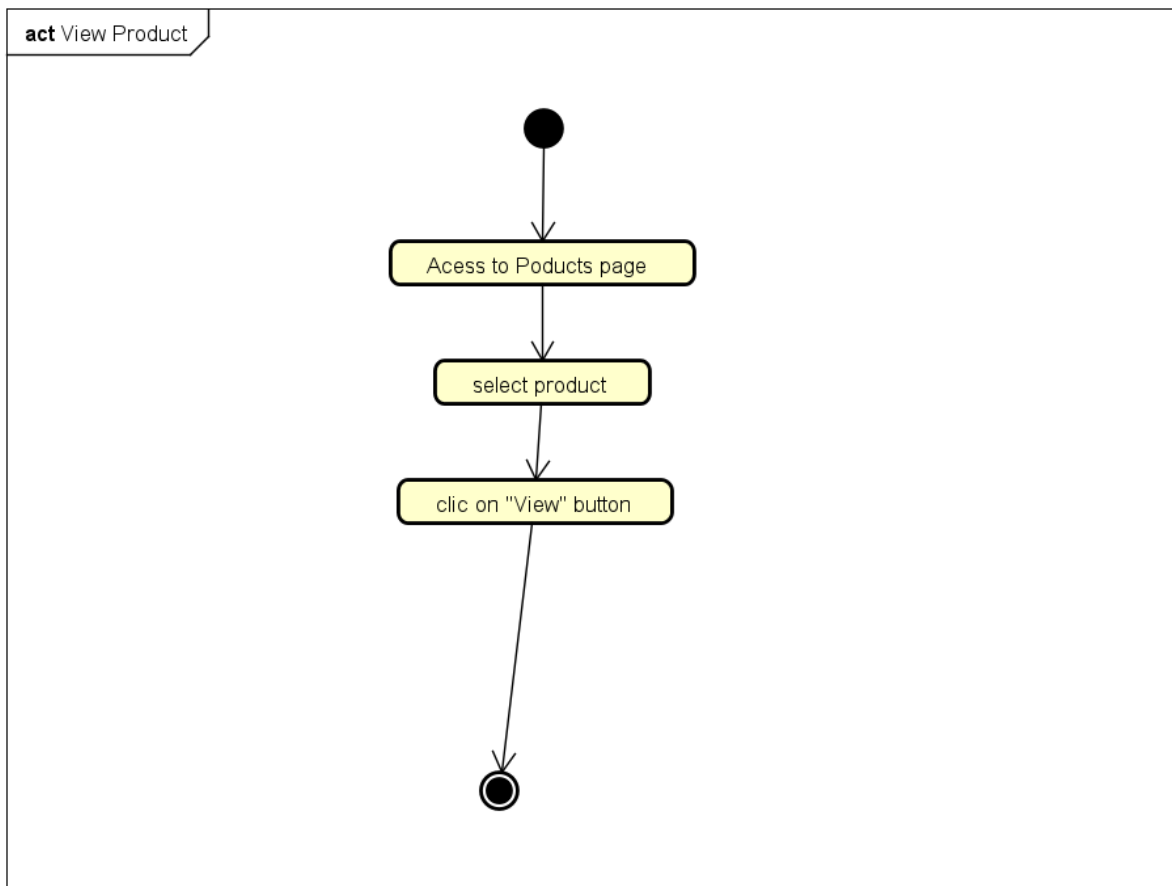 act View Product
Acess to Poducts page
select product
clic on "View" button